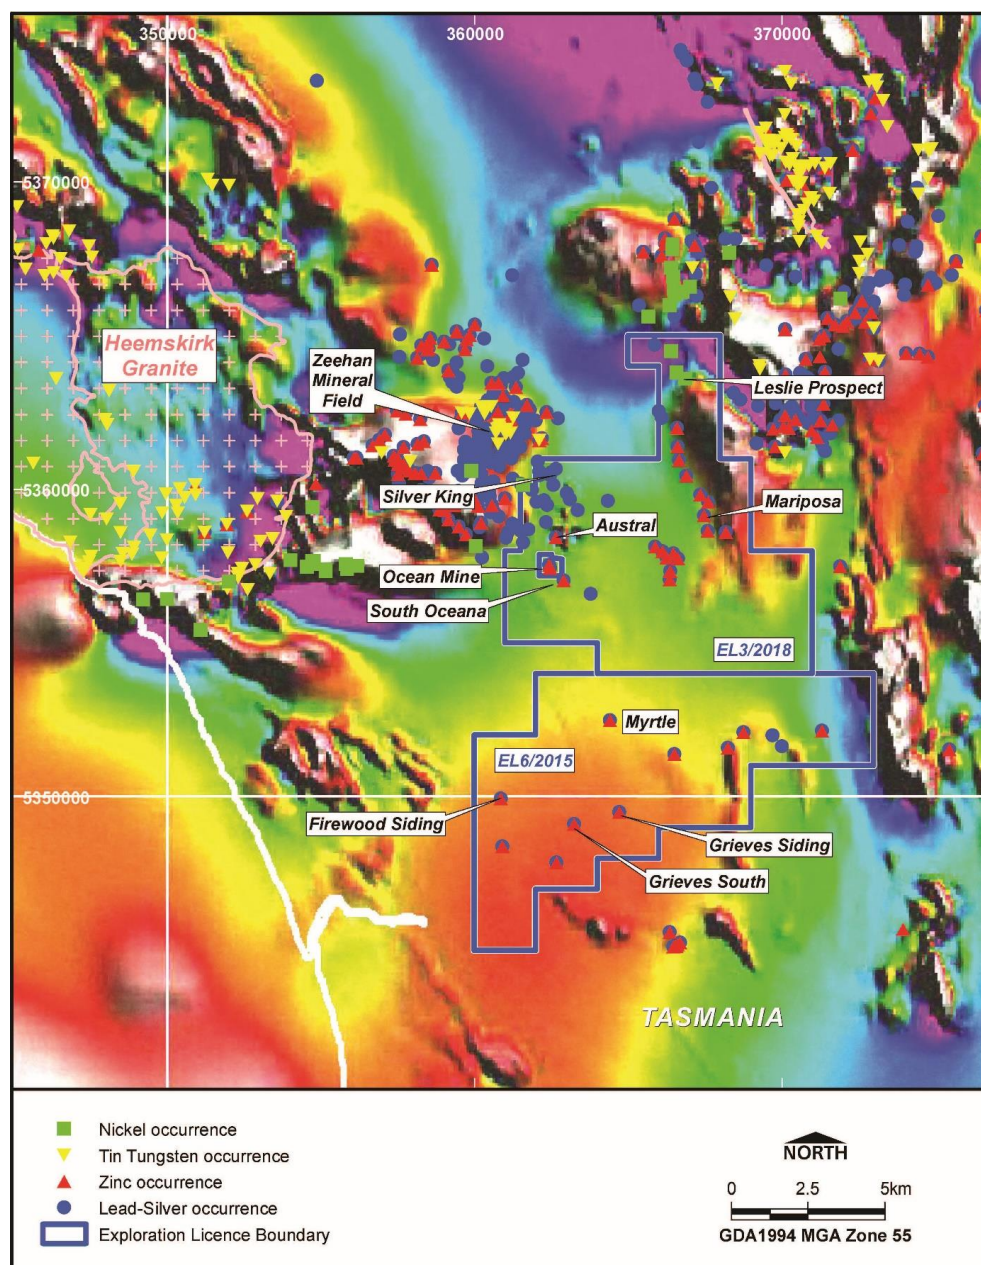 350000
360000
370000
5370000
Heemskirk
Granite
Zeehan
Mineral
Field
Leslie Prospect
5360000
Silver King
Mariposa
Austral
Ocean Mine
South Oceana
EL3/2018
Myrtle
EL6/2015
5350000
Firewood Siding
Grieves Siding
Grieves South
TASMANIA
Nickel occurrence
Tin Tungsten occurrence
Zinc occurrence
Lead-Silver occurrence
Exploration Licence Boundary
NORTH
0 2.5 5km
GDA1994 MGA Zone 55